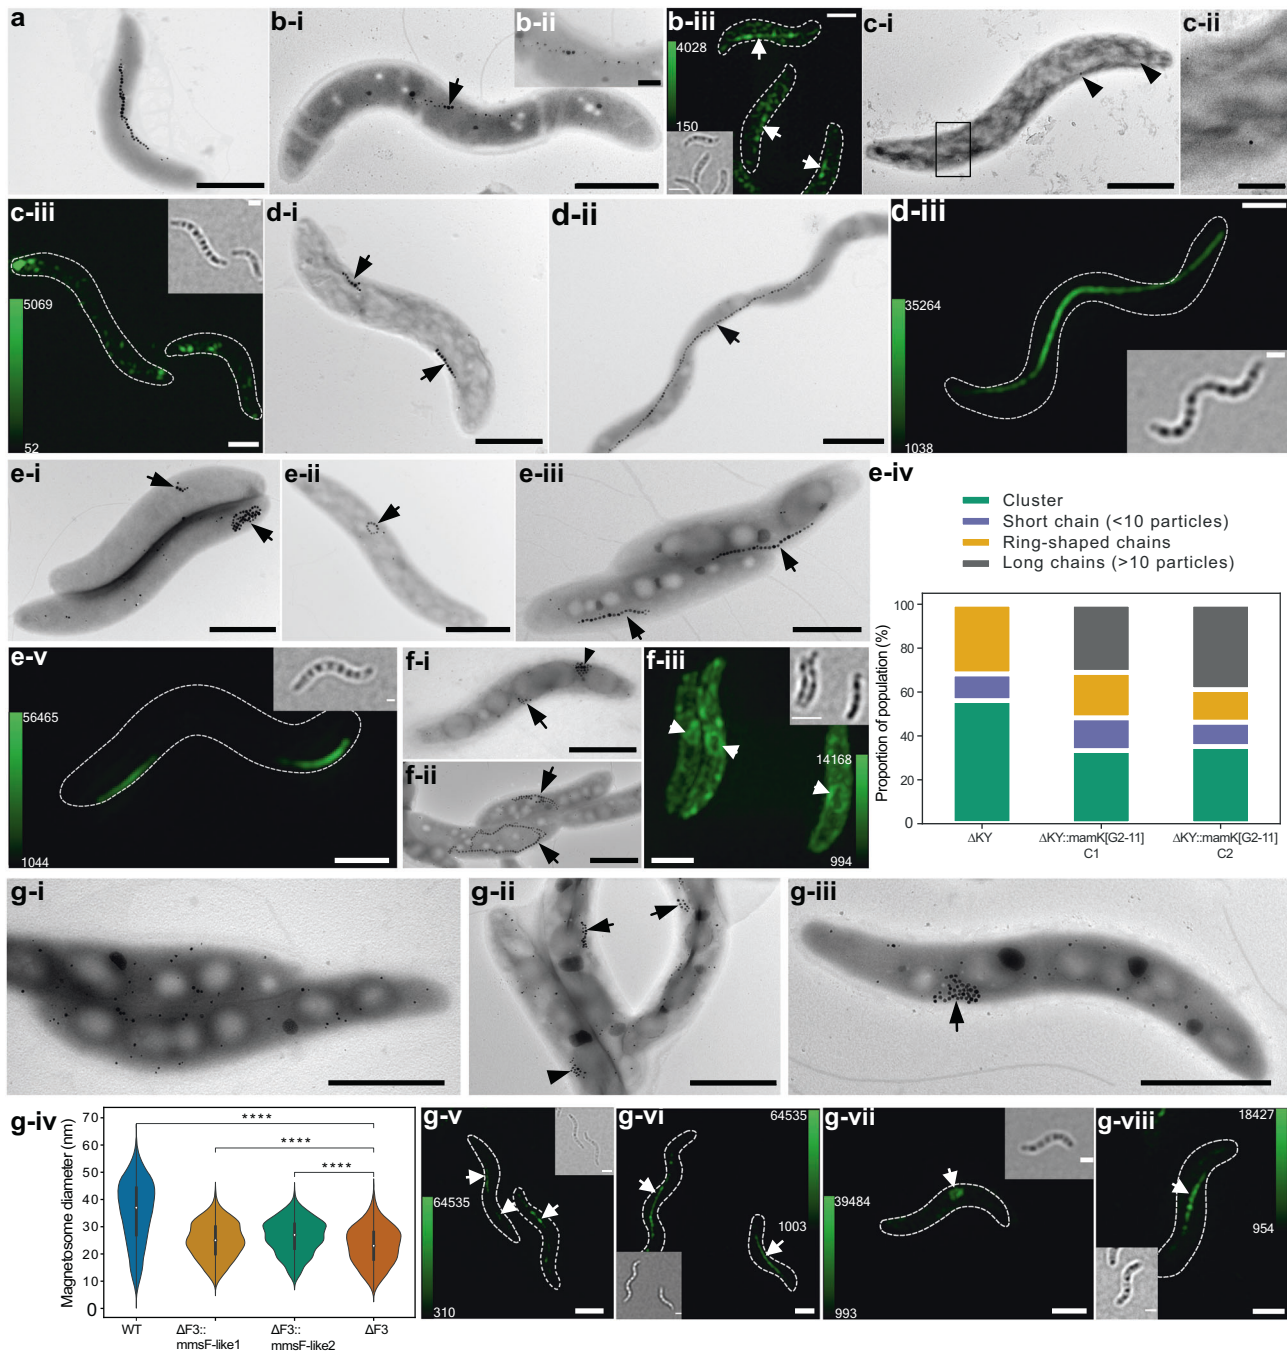 a
b-i
b-ii
b-iii
4028
150
c-i
c-ii
c-iii
5069
52
d-i
d-ii
d-iii
35264
1038
e-i
e-ii
e-iii
e-iv
Cluster
Short chain (<10 particles)
Ring-shaped chains
Long chains (>10 particles)
Proportion of population (%)
100
80
60
40
20
0
ΔKY
ΔKY::mamK[G2-11]
C1
ΔKY::mamK[G2-11]
C2
e-v
56465
1044
f-i
f-ii
f-iii
14168
994
g-i
g-ii
g-iii
g-iv
Magnetosome diameter (nm)
70
60
50
40
30
20
10
0
****
****
****
WT
ΔF3::
mmsF-like1
ΔF3::
mmsF-like2
ΔF3
g-v
64535
310
g-vi
64535
1003
g-vii
39484
993
g-viii
18427
954